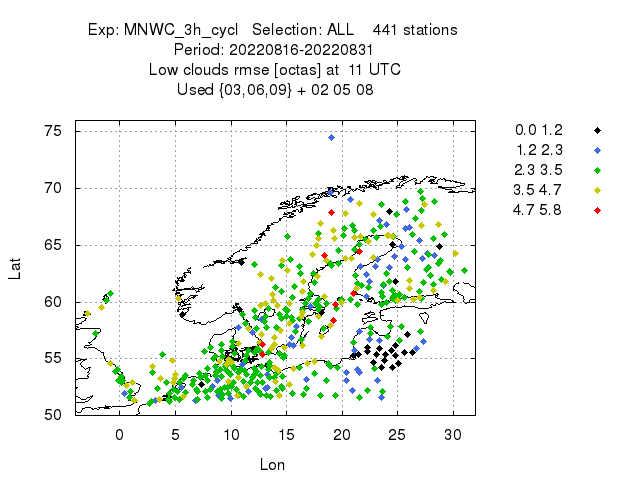 Exp: MNWC_3h_cycl   Selection: ALL    441 stations
Period: 20220816-20220831
Low clouds rmse [octas] at  11 UTC
Used {03,06,09} + 02 05 08
0.0 1.2
1.2 2.3
2.3 3.5
3.5 4.7
4.7 5.8
75
70
65
60
55
50
Lat
0 5 10 15 20 25 30
Lon